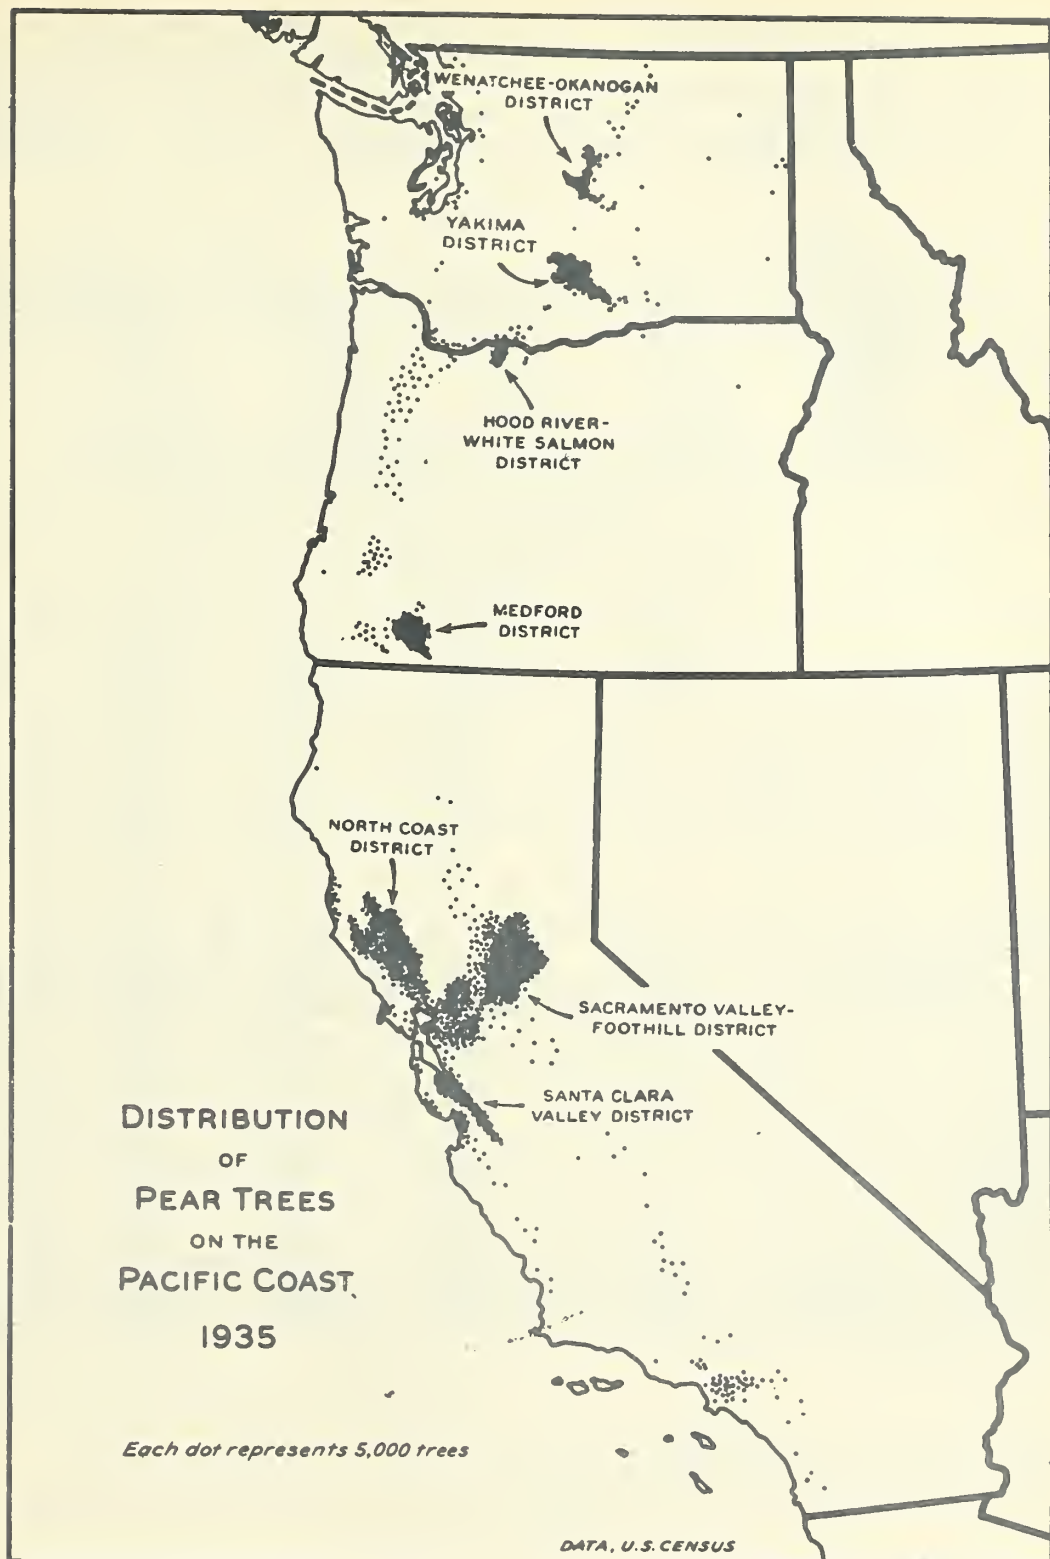 WENATCHEE-OKANOGAN
DISTRICT
YAKIMA
DISTRICT
HOOD RIVER-
WHITE SALMON
DISTRICT
MEDFORD
DISTRICT
NORTH COAST
DISTRICT
SACRAMENTO VALLEY-
FOOTHILL DISTRICT
SANTA CLARA
VALLEY DISTRICT
DISTRIBUTION
OF
PEAR TREES
ON THE
PACIFIC COAST
1935
Each dot represents 5,000 trees
DATA, U.S. CENSUS